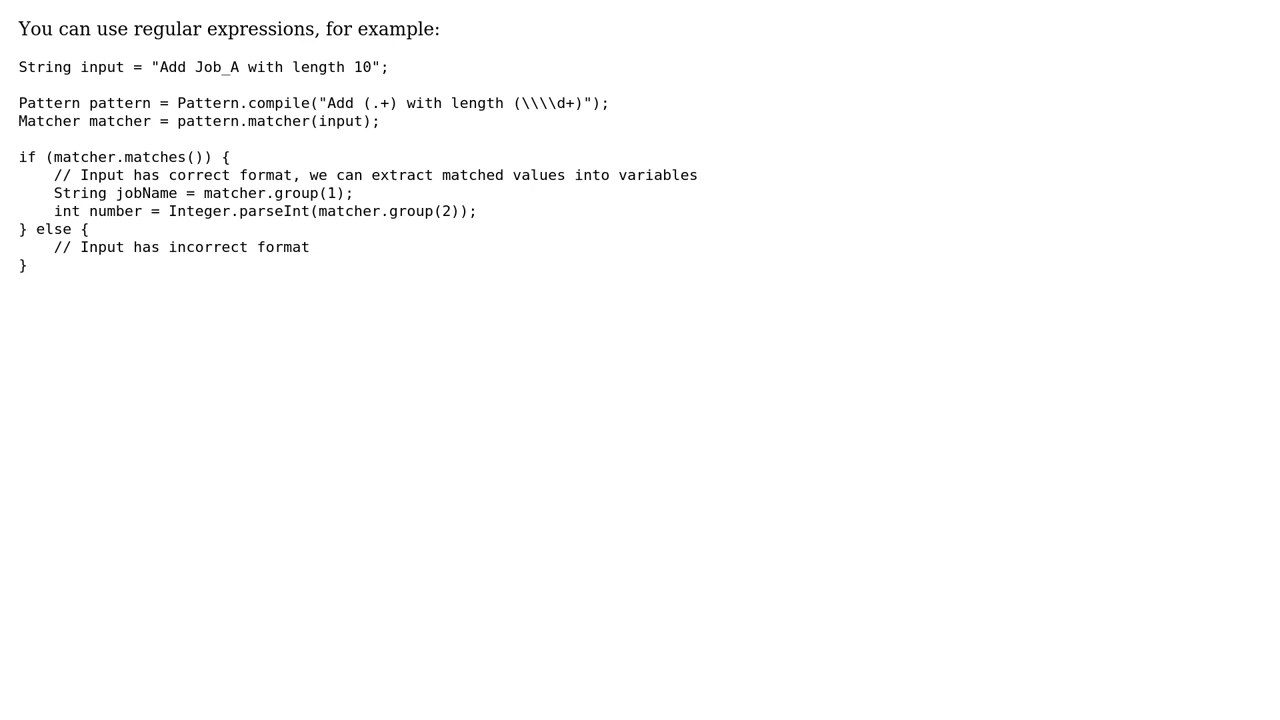 You can use regular expressions, for example:
String input = "Add Job_A with length 10";
Pattern pattern = Pattern.compile("Add (.+) with length (\\\\d+)");
Matcher matcher = pattern.matcher(input);
if (matcher.matches()) {
    // Input has correct format, we can extract matched values into variables
    String jobName = matcher.group(1);
    int number = Integer.parseInt(matcher.group(2));
} else {
    // Input has incorrect format
}